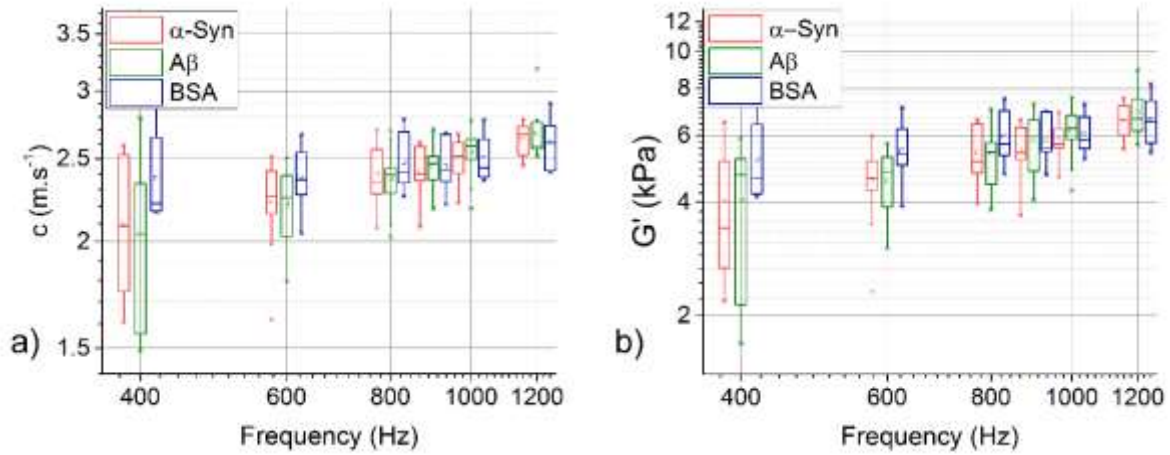 3.5
3
2.5
2
1.5
c (m.s⁻¹)
α-Syn
Aβ
BSA
400
600
800
1000
1200
Frequency (Hz)
a)
12
10
8
6
4
2
G' (kPa)
α−Syn
Aβ
BSA
400
600
800
1000
1200
Frequency (Hz)
b)